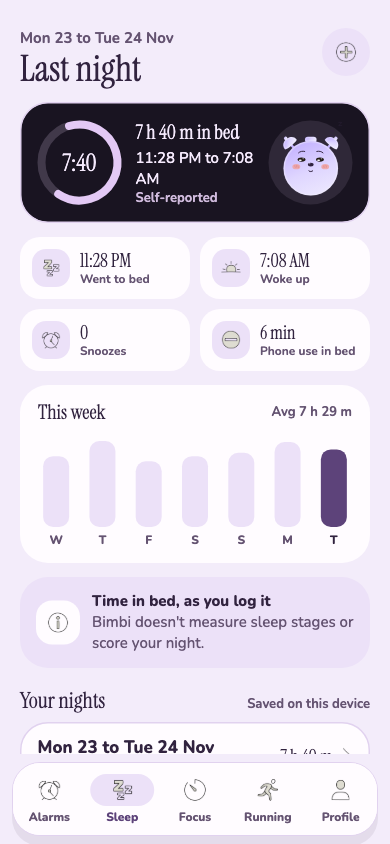 Mon 23 to Tue 24 Nov
Last night
7:40
7 h 40 m in bed
11:28 PM to 7:08
AM
Self-reported
11:28 PM
Went to bed
7:08 AM
Woke up
0
Snoozes
6 min
Phone use in bed
This week
Avg 7 h 29 m
W T F S S M T
Time in bed, as you log it
Bimbi doesn't measure sleep stages or
score your night.
Your nights
Saved on this device
Mon 23 to Tue 24 Nov
7 h 40 m
Alarms Sleep Focus Running Profile